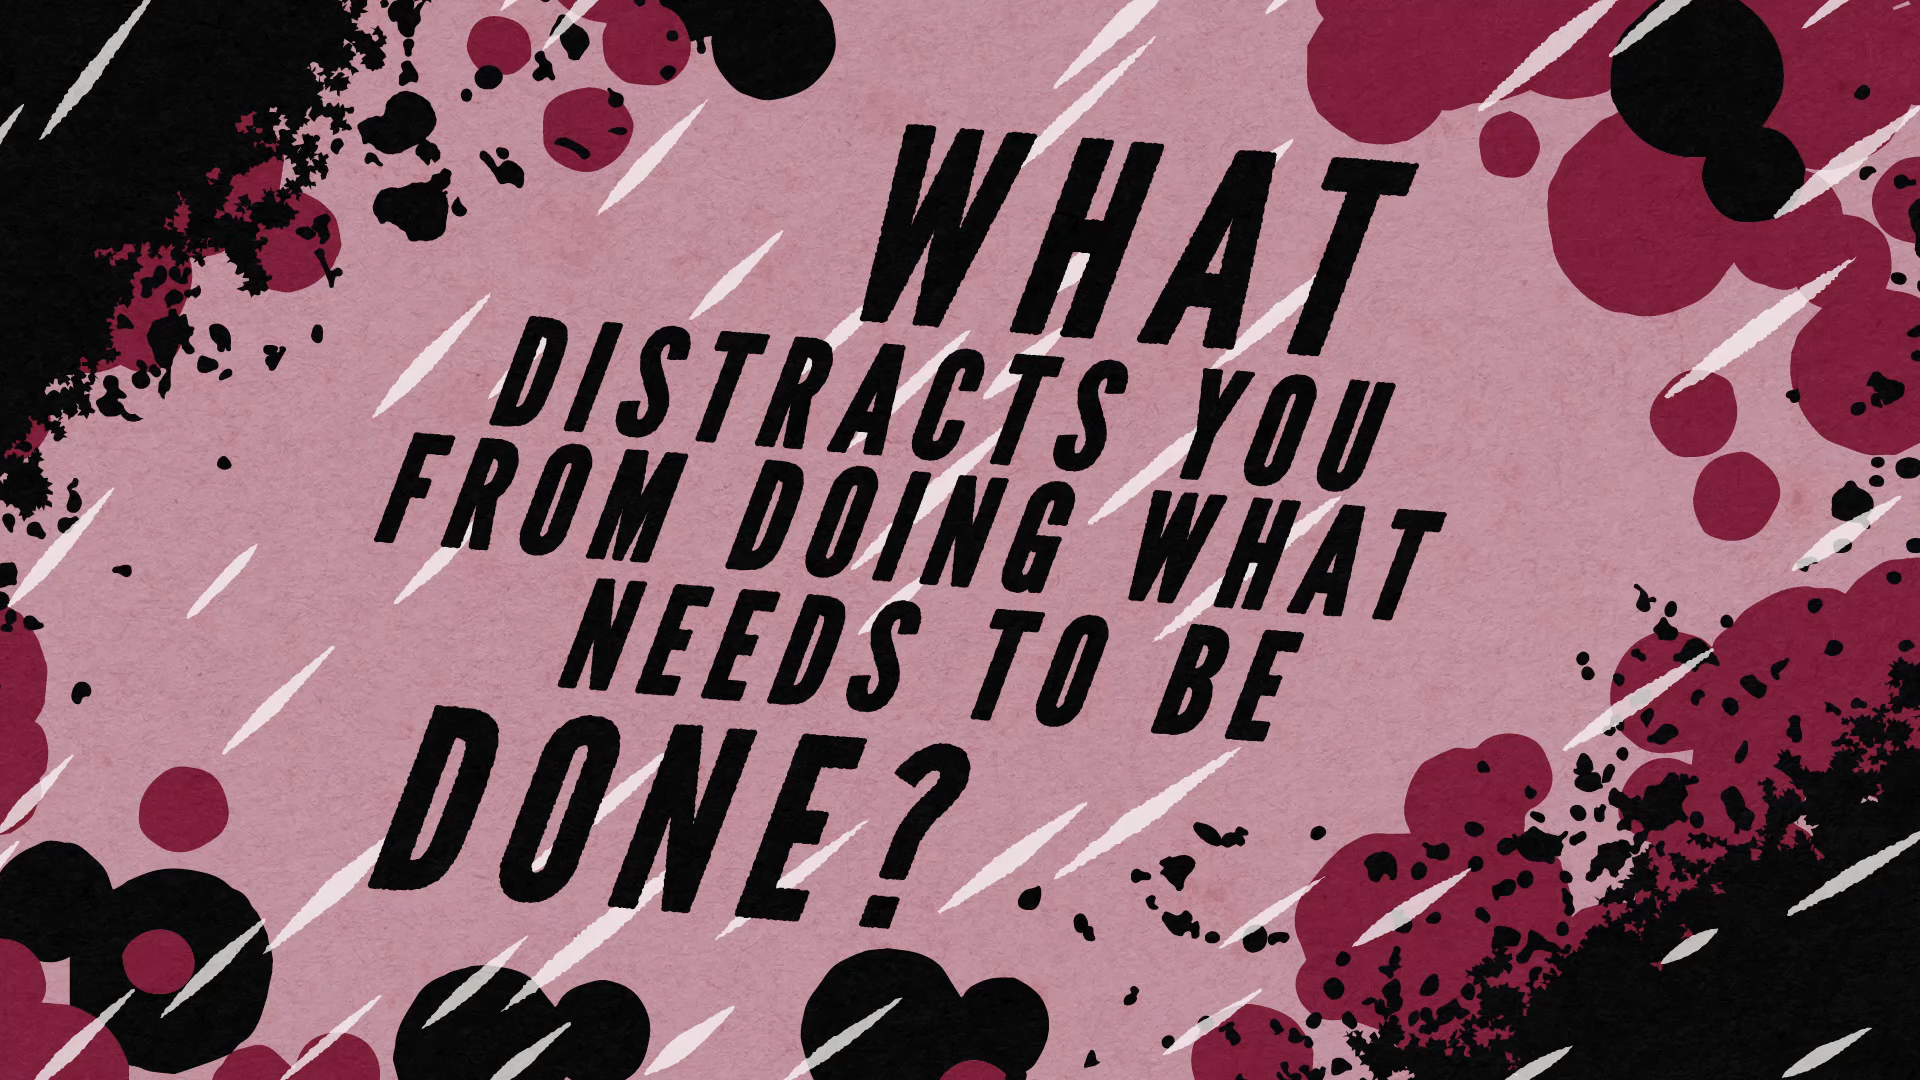 WHAT
DISTRACTS YOU
FROM DOING WHAT
NEEDS TO BE
DONE?